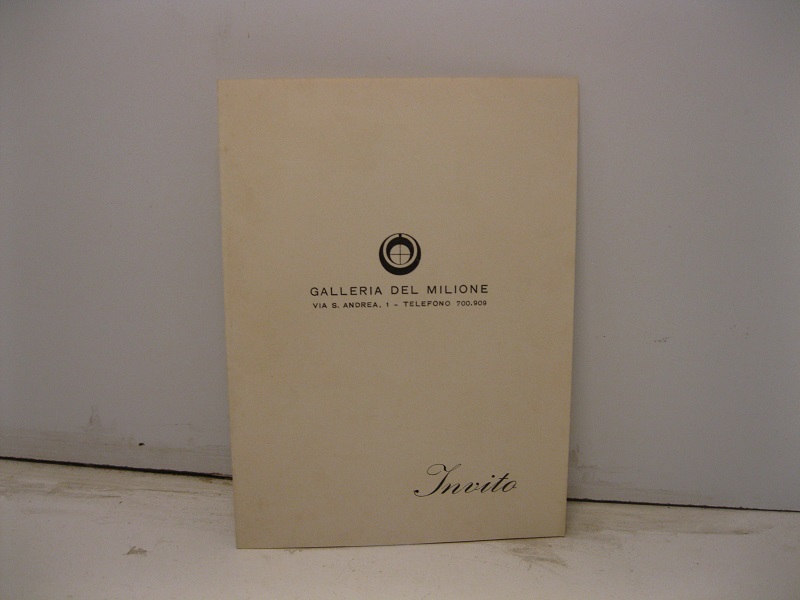 GALLERIA DEL MILIONE
VIA S. ANDREA, 1 - TELEFONO 700.909
Invito